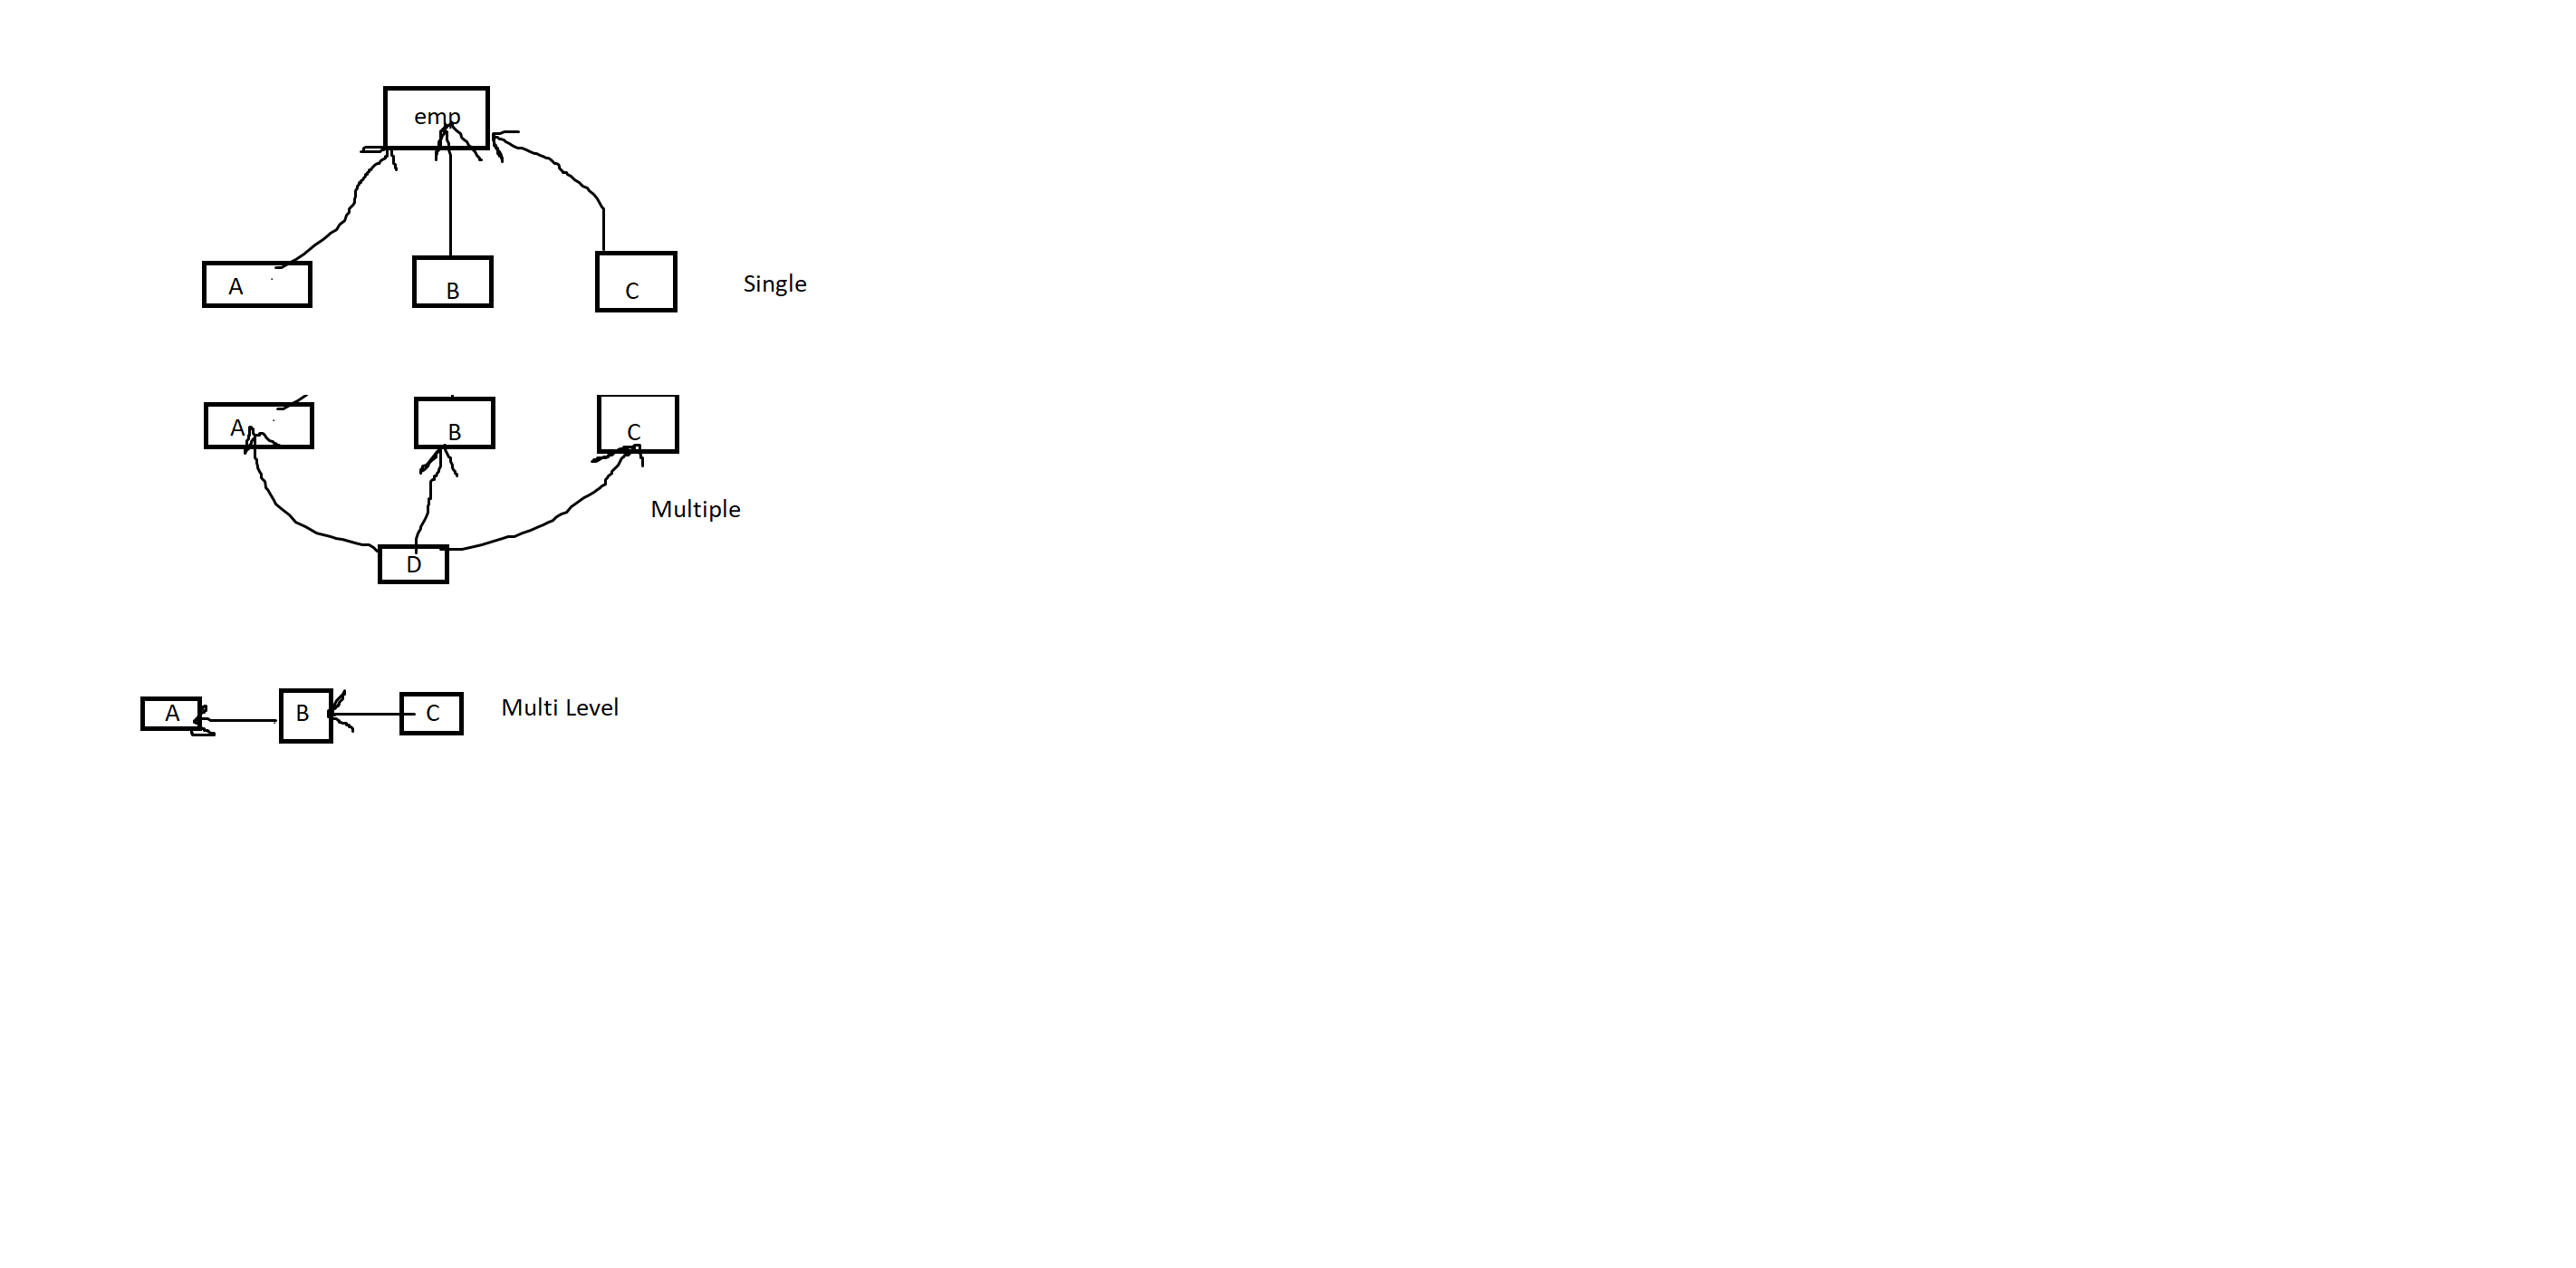 emp
A B C Single
A B C
Multiple
D
A B C Multi Level